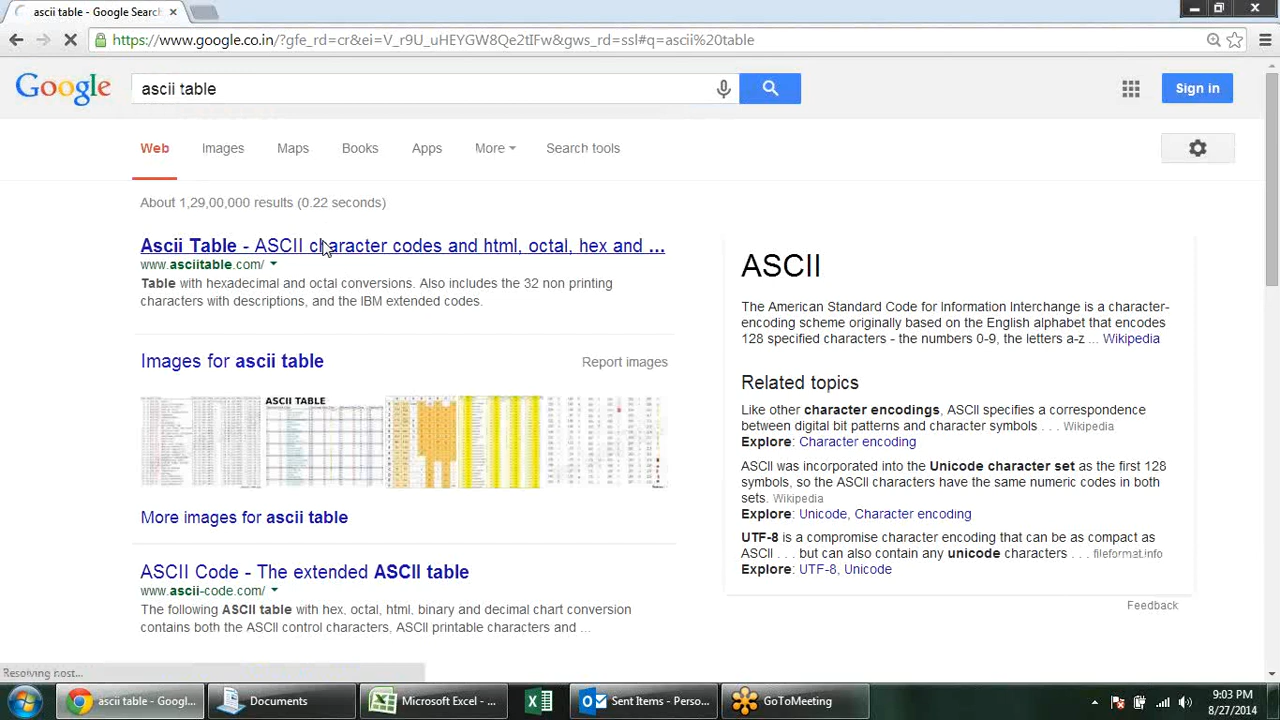 ascii table - Google Search
https://www.google.co.in/?gfe_rd=cr&ei=V_r9U_uHEYGW8Qe2tIFw&gws_rd=ssl#q=ascii%20table
Google
ascii table
Sign in
Web Images Maps Books Apps More Search tools
About 1,29,00,000 results (0.22 seconds)
Ascii Table - ASCII character codes and html, octal, hex and ...
www.asciitable.com/
Table with hexadecimal and octal conversions. Also includes the 32 non printing
characters with descriptions, and the IBM extended codes.
Images for ascii table
Report images
ASCII TABLE
More images for ascii table
ASCII Code - The extended ASCII table
www.ascii-code.com/
The following ASCII table with hex, octal, html, binary and decimal chart conversion
contains both the ASCII control characters, ASCII printable characters and ...
ASCII
The American Standard Code for Information Interchange is a character-
encoding scheme originally based on the English alphabet that encodes
128 specified characters - the numbers 0-9, the letters a-z ... Wikipedia
Related topics
Like other character encodings, ASCII specifies a correspondence
between digital bit patterns and character symbols . . . Wikipedia
Explore: Character encoding
ASCII was incorporated into the Unicode character set as the first 128
symbols, so the ASCII characters have the same numeric codes in both
sets. Wikipedia
Explore: Unicode, Character encoding
UTF-8 is a compromise character encoding that can be as compact as
ASCII . . . but can also contain any unicode characters . . . fileformat.info
Explore: UTF-8, Unicode
Feedback
Resolving host...
ascii table - Googl...
Documents
Microsoft Excel - ...
Sent Items - Perso...
GoToMeeting
9:03 PM
8/27/2014